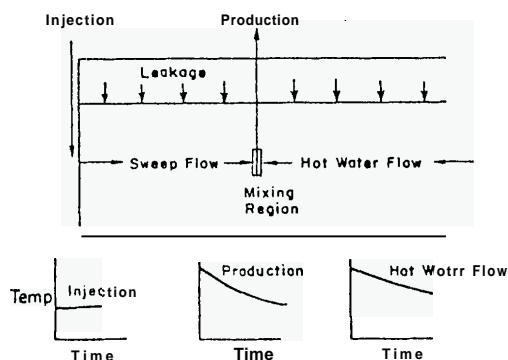 Injection Production
Leakage
Sweep Flow Hot Water Flow
Mixing
Region
Temp Injection Production Hot Wotrr Flow
Time Time Time